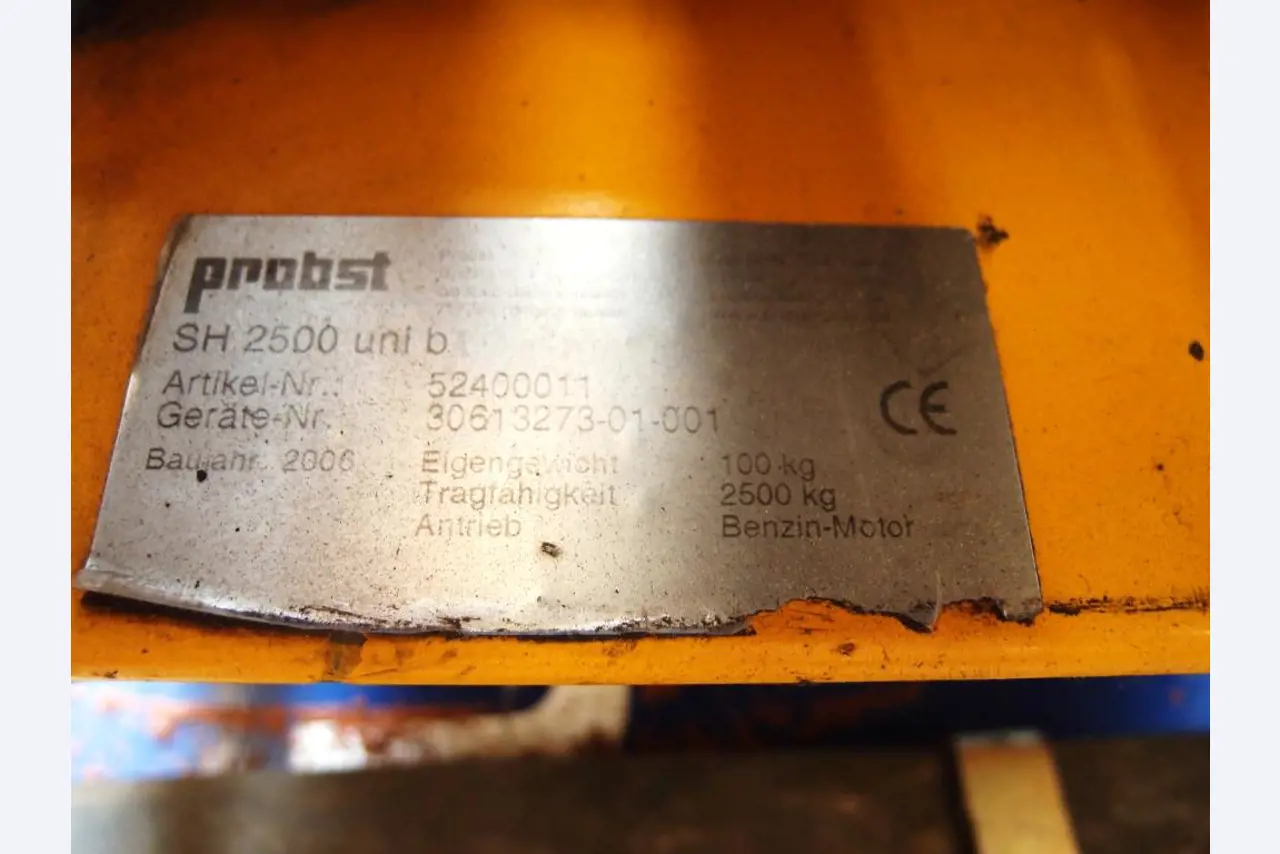 probst
SH 2500 uni b
Artikel-Nr.: 52400011
Geräte-Nr. 30613273-01-001
CE
Baujahr: 2006 Eigengewicht 100 kg
Tragfähigkeit 2500 kg
Antrieb Benzin-Motor